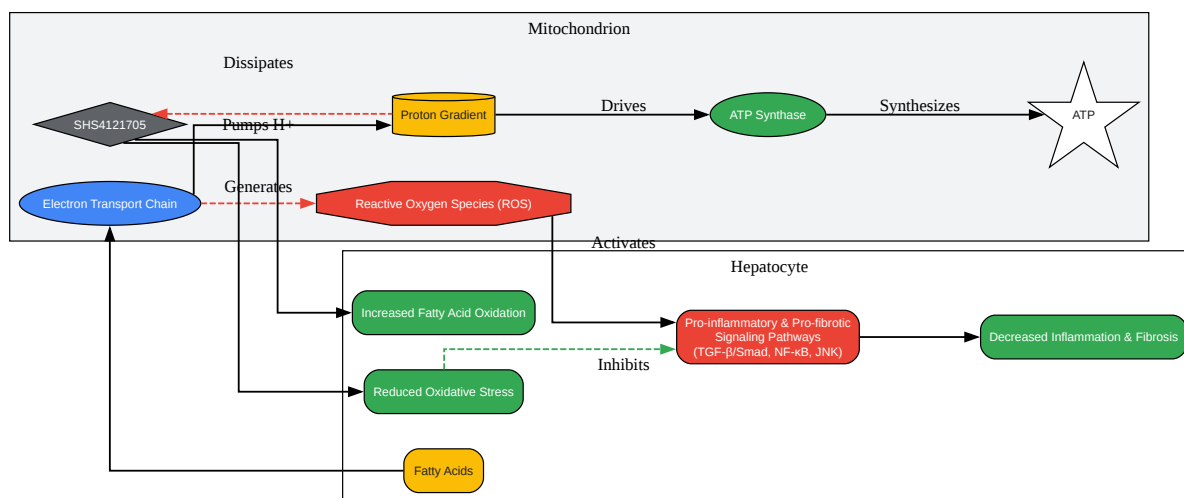 Mitochondrion
Dissipates
SHS4121705
Pumps H+
Proton Gradient
Drives
ATP Synthase
Synthesizes
ATP
Electron Transport Chain
Generates
Reactive Oxygen Species (ROS)
Activates
Hepatocyte
Increased Fatty Acid Oxidation
Pro-inflammatory & Pro-fibrotic
Signaling Pathways
(TGF-β/Smad, NF-κB, JNK)
Decreased Inflammation & Fibrosis
Inhibits
Reduced Oxidative Stress
Fatty Acids